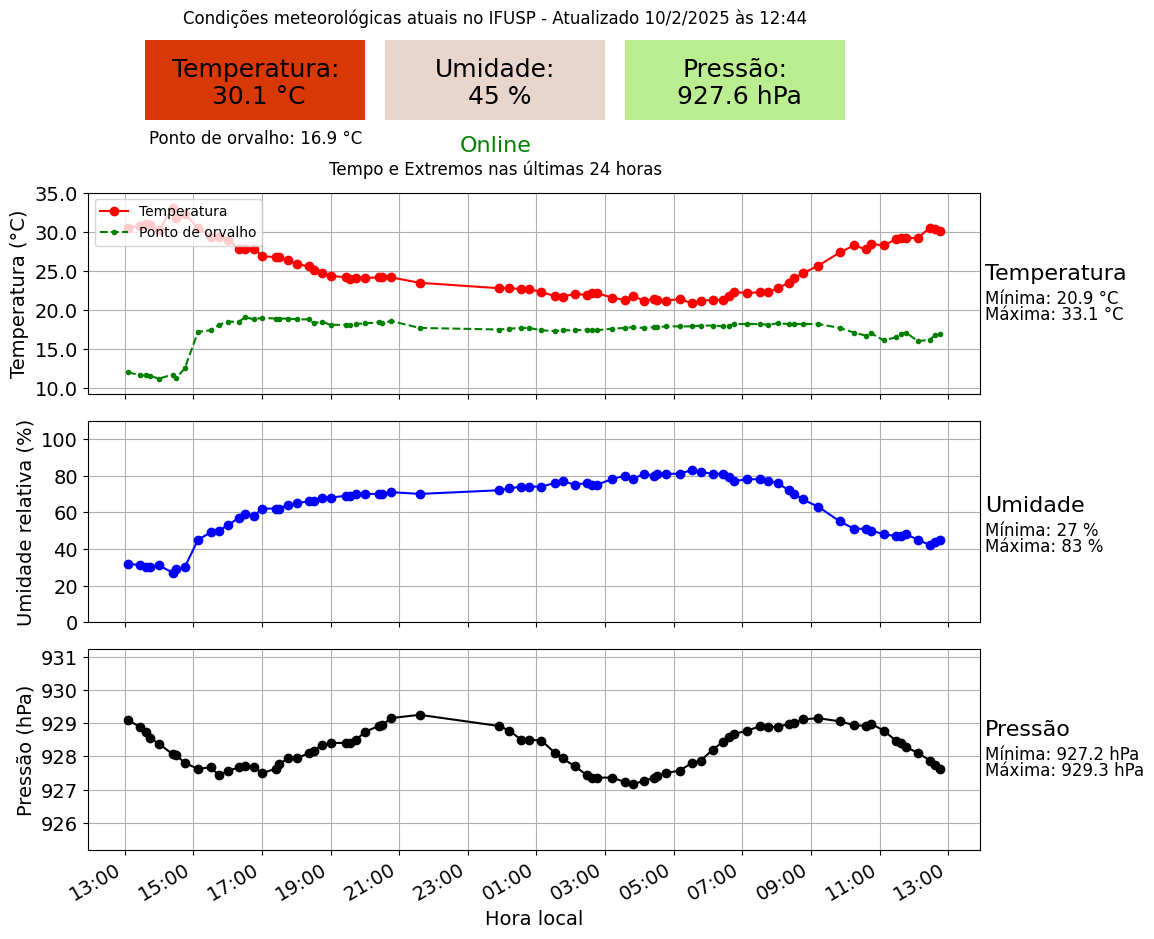 Condições meteorológicas atuais no IFUSP - Atualizado 10/2/2025 às 12:44
Temperatura:
30.1 °C
Umidade:
45 %
Pressão:
927.6 hPa
Ponto de orvalho: 16.9 °C
Online
Tempo e Extremos nas últimas 24 horas
Temperatura (°C)
35.0
30.0
25.0
20.0
15.0
10.0
Temperatura
Ponto de orvalho
Temperatura
Mínima: 20.9 °C
Máxima: 33.1 °C
Umidade relativa (%)
100
80
60
40
20
0
Umidade
Mínima: 27 %
Máxima: 83 %
Pressão (hPa)
931
930
929
928
927
926
Pressão
Mínima: 927.2 hPa
Máxima: 929.3 hPa
13:00 15:00 17:00 19:00 21:00 23:00 01:00 03:00 05:00 07:00 09:00 11:00 13:00
Hora local